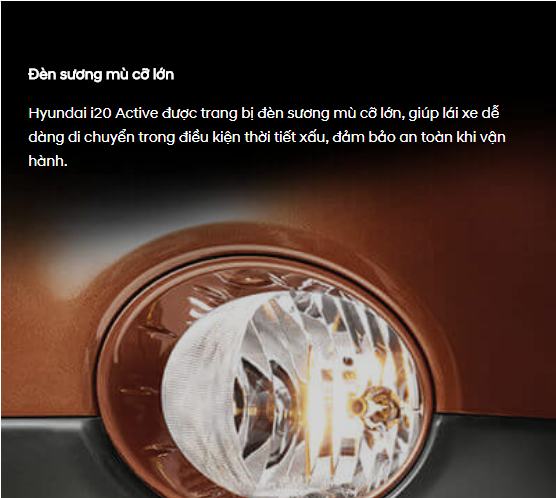 Đèn sương mù cỡ lớn
Hyundai i20 Active được trang bị đèn sương mù cỡ lớn, giúp lái xe dễ
dàng di chuyển trong điều kiện thời tiết xấu, đảm bảo an toàn khi vận
hành.